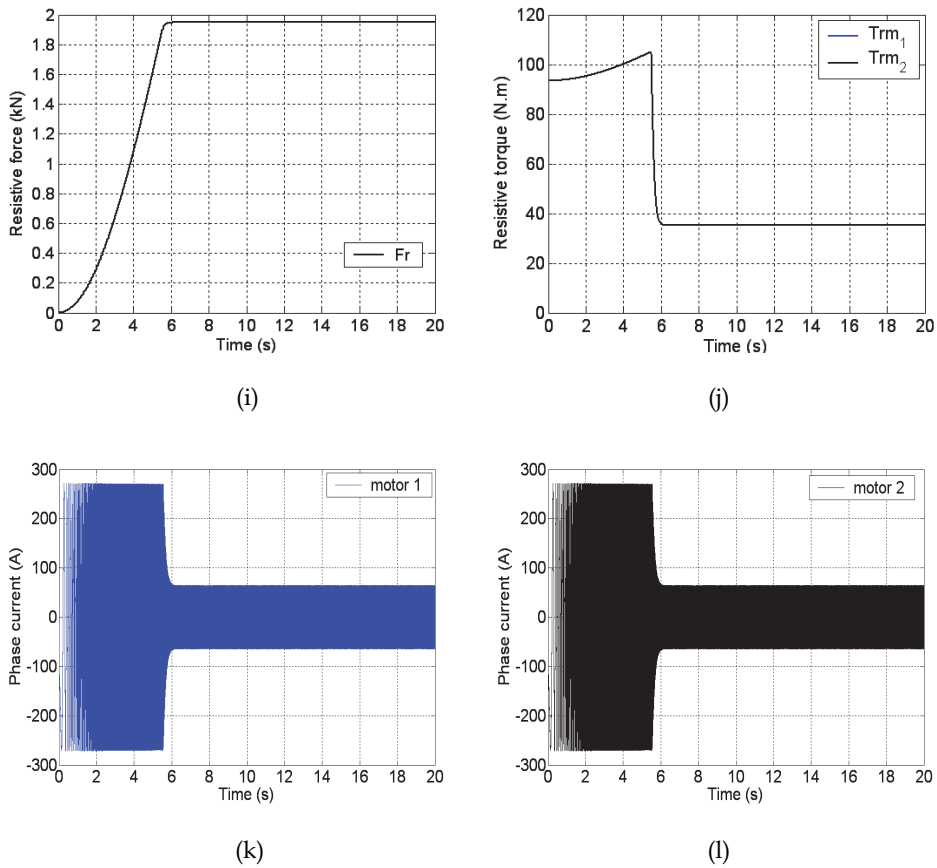 2
1.8
1.6
1.4
1.2
1
0.8
0.6
0.4
0.2
0
Resistive force (kN)
Fr
0 2 4 6 8 10 12 14 16 18 20
Time (s)
(i)
120
100
80
60
40
20
0
Resistive torque (N.m)
Trm1
Trm2
0 2 4 6 8 10 12 14 16 18 20
Time (s)
(j)
300
200
100
0
-100
-200
-300
Phase current (A)
motor 1
0 2 4 6 8 10 12 14 16 18 20
Time (s)
(k)
300
200
100
0
-100
-200
-300
Phase current (A)
motor 2
0 2 4 6 8 10 12 14 16 18 20
Time (s)
(l)